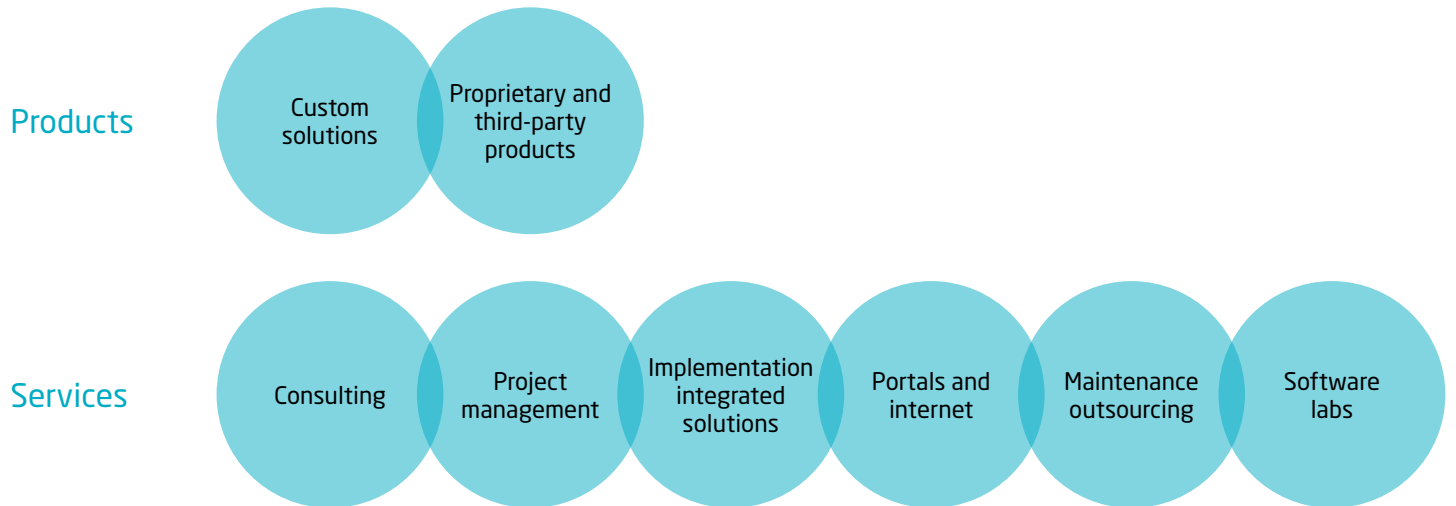 Products
Custom
solutions
Proprietary and
third-party
products
Services
Consulting
Project
management
Implementation
integrated
solutions
Portals and
internet
Maintenance
outsourcing
Software
labs